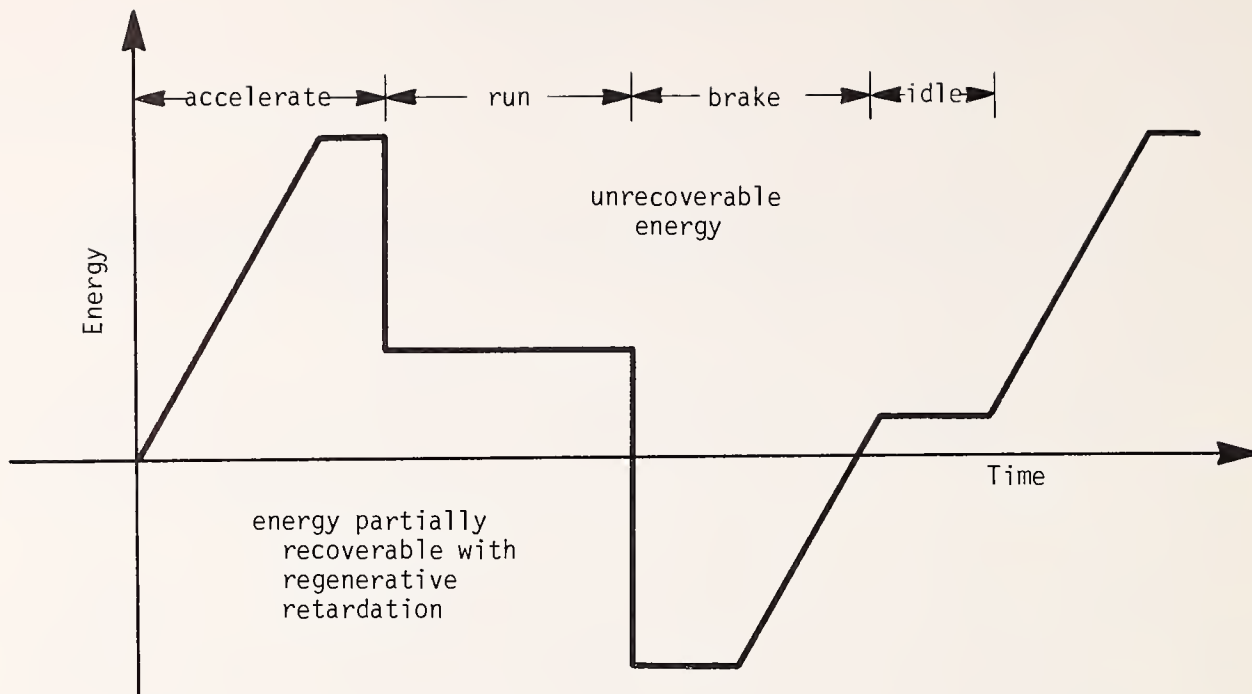 accelerate
run
brake
idle
unrecoverable
energy
Energy
Time
energy partially
recoverable with
regenerative
retardation